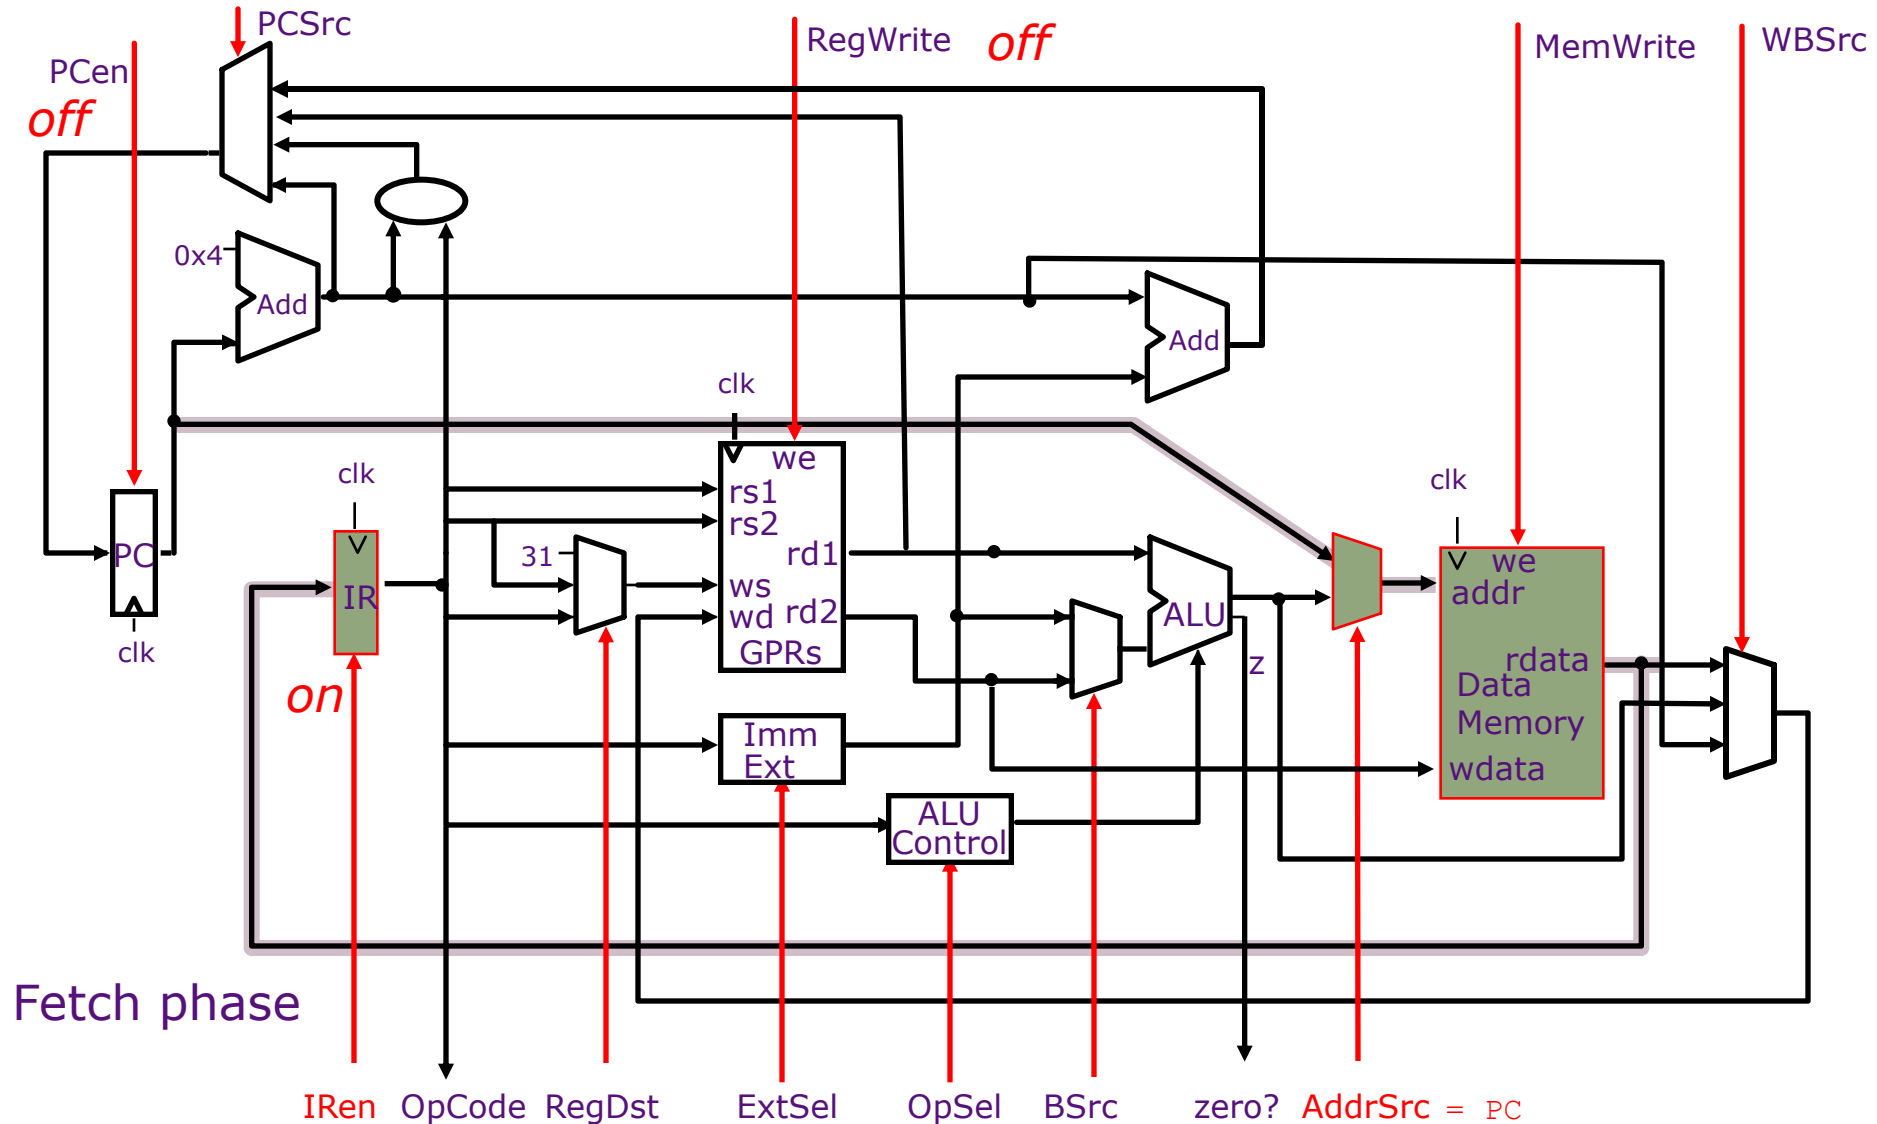 PCSrc
RegWrite off
MemWrite
WBSrc
PCen
off
0x4
Add
Add
clk
clk
clk
we
rs1
rs2
rd1
31
ws
wd rd2
GPRs
PC
clk
IR
on
ALU
z
we
addr
rdata
Data
Memory
wdata
Imm
Ext
ALU
Control
Fetch phase
IRen OpCode RegDst ExtSel OpSel BSrc zero? AddrSrc = PC